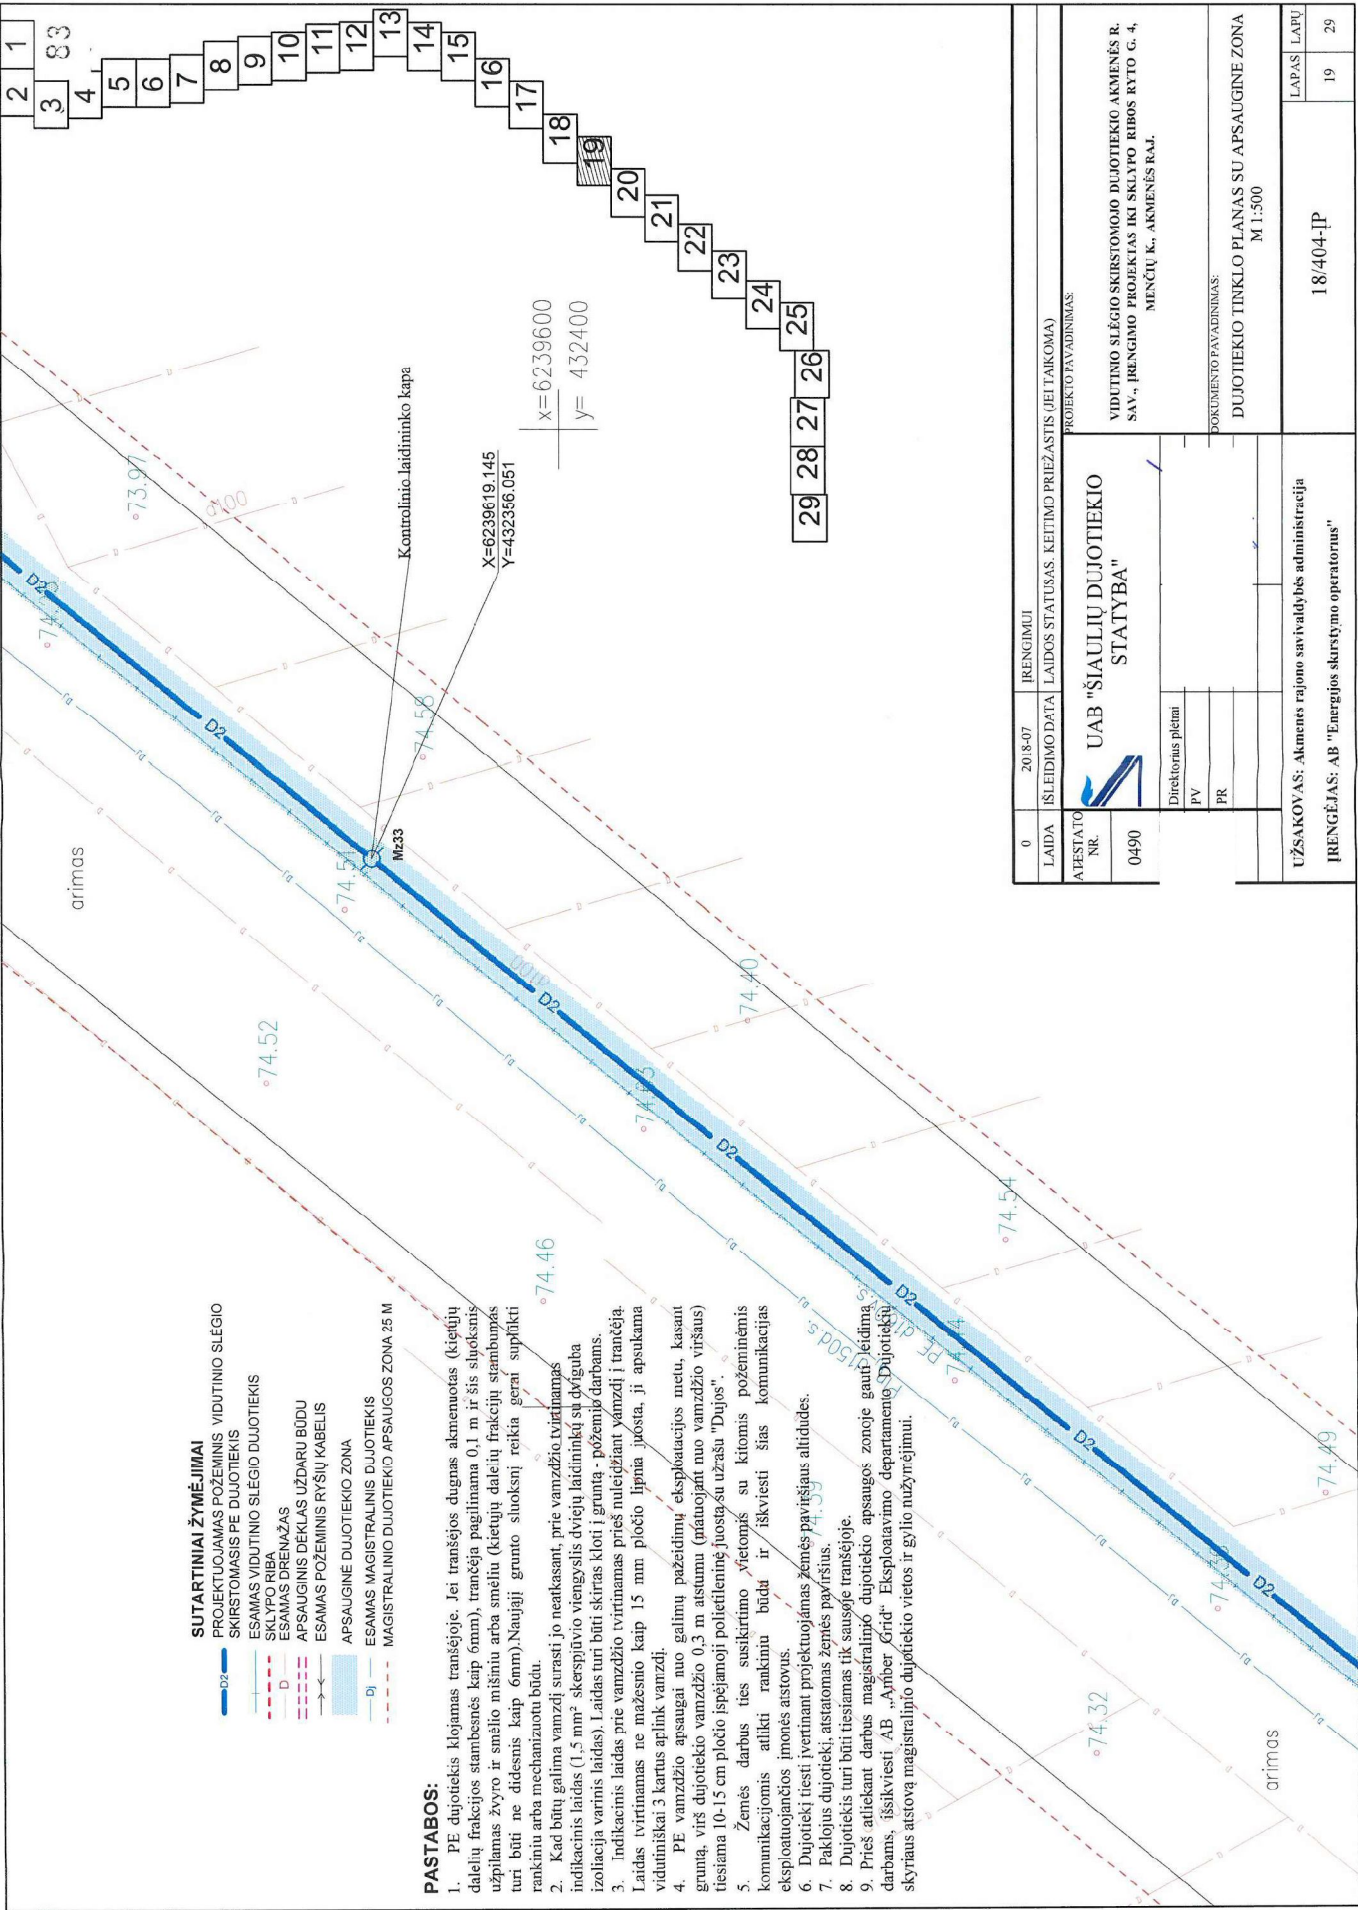 SUTARTINIAI ŽYMĖJIMAI
D2 PROJEKTUOJAMAS POŽEMINIS VIDUTINIO SLĖGIO
SKIRSTOMASIS PE DUJOTIEKIS
ESAMAS VIDUTINIO SLĖGIO DUJOTIEKIS
SKLYPO RIBA
D ESAMAS DRENAŽAS
APSAUGINIS DĖKLAS UŽDARU BŪDU
ESAMAS POŽEMINIS RYŠIŲ KABELIS
APSAUGINĖ DUJOTIEKIO ZONA
Dj ESAMAS MAGISTRALINIS DUJOTIEKIS
MAGISTRALINIO DUJOTIEKIO APSAUGOS ZONA 25 M
PASTABOS:
1. PE dujotiekis klojamas tranšėjoje. Jei tranšėjos dugnas akmenuotas (kietųjų
dalelių frakcijos stambesnės kaip 6mm), trančėja pagilinama 0,1 m ir šis sluoksnis
užpilamas žvyro ir smėlio mišiniu arba smėliu (kietųjų dalelių frakcijų stambumas
turi būti ne didesnis kaip 6mm).Naująjį grunto sluoksnį reikia gerai suplūkti
rankiniu arba mechanizuotu būdu.
2. Kad būtų galima vamzdį surasti jo neatkasant, prie vamzdžio tvirtinamas
indikacinis laidas (1,5 mm² skerspjūvio viengyslis dviejų laidininkų su dviguba
izoliacija varinis laidas). Laidas turi būti skirtas kloti į gruntą - požemio darbams.
3. Indikacinis laidas prie vamzdžio tvirtinamas prieš nuleidžiant vamzdį į trančėją.
Laidas tvirtinamas ne mažesnio kaip 15 mm pločio lipnia juosta, ji apsukama
vidutiniškai 3 kartus aplink vamzdį.
4. PE vamzdžio apsaugai nuo galimų pažeidimų eksploatacijos metu, kasant
gruntą, virš dujotiekio vamzdžio 0,3 m atstumu (matuojant nuo vamzdžio viršaus)
tiesiama 10-15 cm pločio įspėjamoji polietileninė juosta su užrašu "Dujos".
5. Žemės darbus ties susikirtimo vietomis su kitomis požeminėmis
komunikacijomis atlikti rankiniu būdu ir iškviesti šias komunikacijas
eksploatuojančios įmonės atstovus.
6. Dujotiekį tiesti įvertinant projektuojamas žemės paviršiaus altidudes.
7. Paklojus dujotiekį, atstatomas žemės paviršius.
8. Dujotiekis turi būti tiesiamas tik sausoje tranšėjoje.
9. Prieš atliekant darbus magistralinio dujotiekio apsaugos zonoje gauti leidimą
darbams, išsikviesti AB „Amber Grid“ Eksploatavimo departamento Dujotiekių
skyriaus atstovą magistralinio dujotiekio vietos ir gylio nužymėjimui.
arimas
74.52
74.46
74.51
Mz33
Kontrolinio laidininko kapa
X=6239619.145
Y=432356.051
x=6239600
y= 432400
73.97
d100
74.58
d100
74.40
74.54
74.49
74.32
arimas
D2
D2
D2
D2
D2
D2
D2
1
2
3
83
4
5
6
7
8
9
10
11
12
13
14
15
16
17
18
19
20
21
22
23
24
25
26
27
28
29
0 2018-07 ĮRENGIMUI
LAIDA IŠLEIDIMO DATA LAIDOS STATUSAS. KEITIMO PRIEŽASTIS (JEI TAIKOMA)
ATESTATO
NR.
0490
UAB "ŠIAULIŲ DUJOTIEKIO
STATYBA"
Direktorius plėtrai
PV
PR
PROJEKTO PAVADINIMAS:
VIDUTINIO SLĖGIO SKIRSTOMOJO DUJOTIEKIO AKMENĖS R.
SAV., ĮRENGIMO PROJEKTAS IKI SKLYPO RIBOS RYTO G. 4,
MENČIŲ K., AKMENĖS RAJ.
DOKUMENTO PAVADINIMAS:
DUJOTIEKIO TINKLO PLANAS SU APSAUGINE ZONA
M 1:500
UŽSAKOVAS: Akmenės rajono savivaldybės administracija
ĮRENGĖJAS: AB "Energijos skirstymo operatorius"
18/404-ĮP
LAPAS LAPŲ
19 29